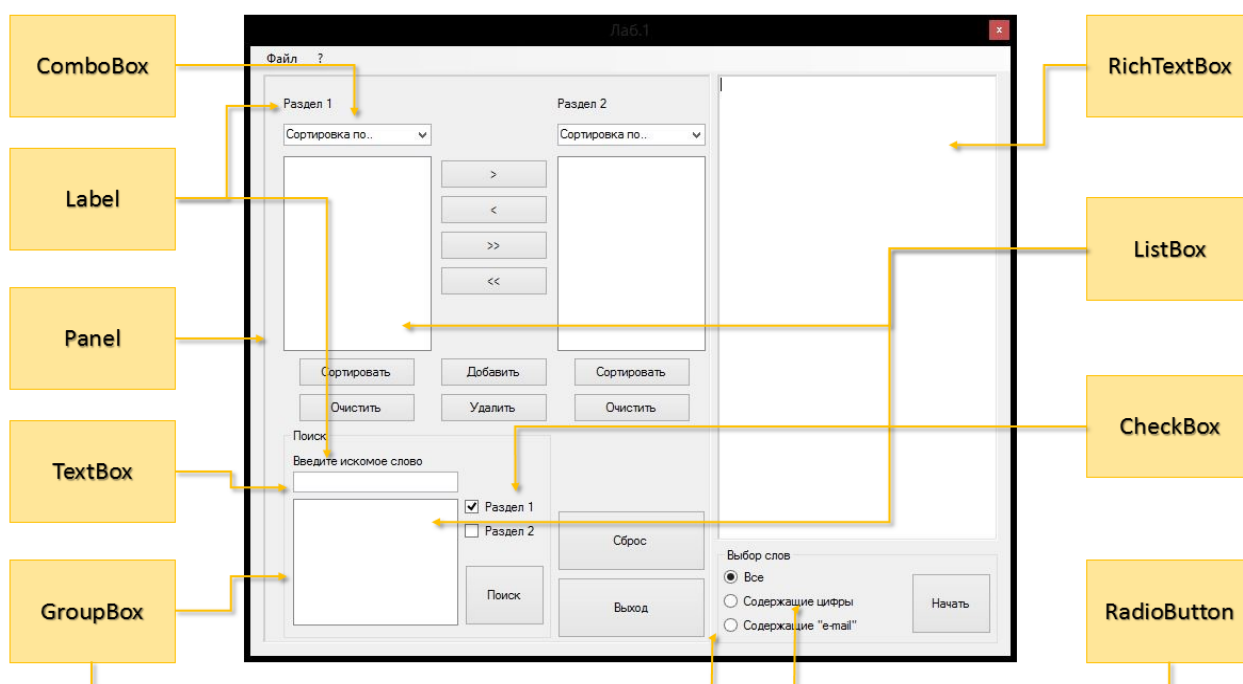 Лаб.1
x
ComboBox
Label
Panel
TextBox
GroupBox
Файл ?
Раздел 1
Раздел 2
Сортировка по..
Сортировка по..
>
<
>>
<<
Сортировать
Добавить
Сортировать
Очистить
Удалить
Очистить
Поиск
Введите искомое слово
Раздел 1
Раздел 2
Поиск
Сброс
Выход
Выбор слов
Все
Содержащие цифры
Содержащие "e-mail"
Начать
RichTextBox
ListBox
CheckBox
RadioButton